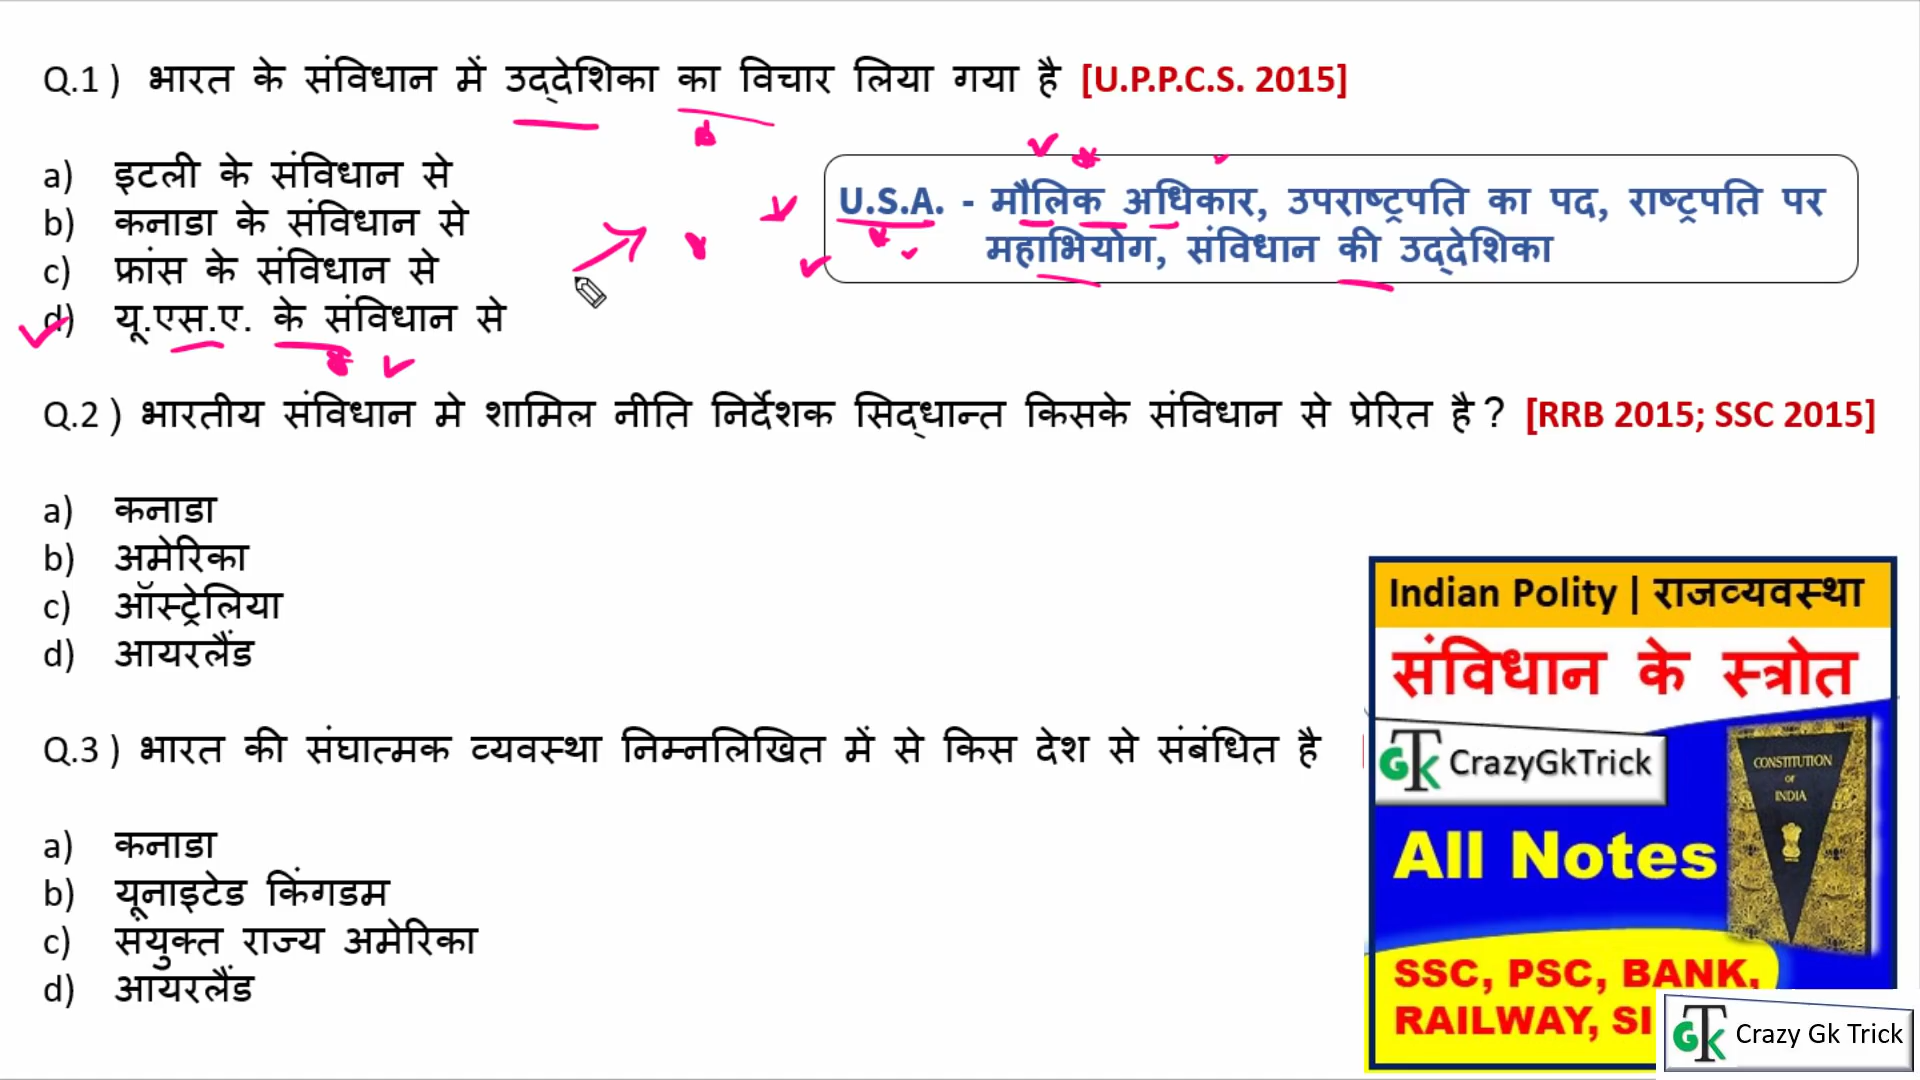 Q.1 ) भारत के संविधान में उद्देशिका का विचार लिया गया है [U.P.P.C.S. 2015]
a) इटली के संविधान से
b) कनाडा के संविधान से
c) फ्रांस के संविधान से
d) यू.एस.ए. के संविधान से
U.S.A. - मौलिक अधिकार, उपराष्ट्रपति का पद, राष्ट्रपति पर
महाभियोग, संविधान की उद्देशिका
Q.2 ) भारतीय संविधान मे शामिल नीति निर्देशक सिद्धान्त किसके संविधान से प्रेरित है ? [RRB 2015; SSC 2015]
a) कनाडा
b) अमेरिका
c) ऑस्ट्रेलिया
d) आयरलैंड
Q.3 ) भारत की संघात्मक व्यवस्था निम्नलिखित में से किस देश से संबंधित है
a) कनाडा
b) यूनाइटेड किंगडम
c) संयुक्त राज्य अमेरिका
d) आयरलैंड
Indian Polity | राजव्यवस्था
संविधान के स्त्रोत
GTK CrazyGkTrick
CONSTITUTION
OF
INDIA
All Notes
SSC, PSC, BANK,
RAILWAY, SI
GTK Crazy Gk Trick